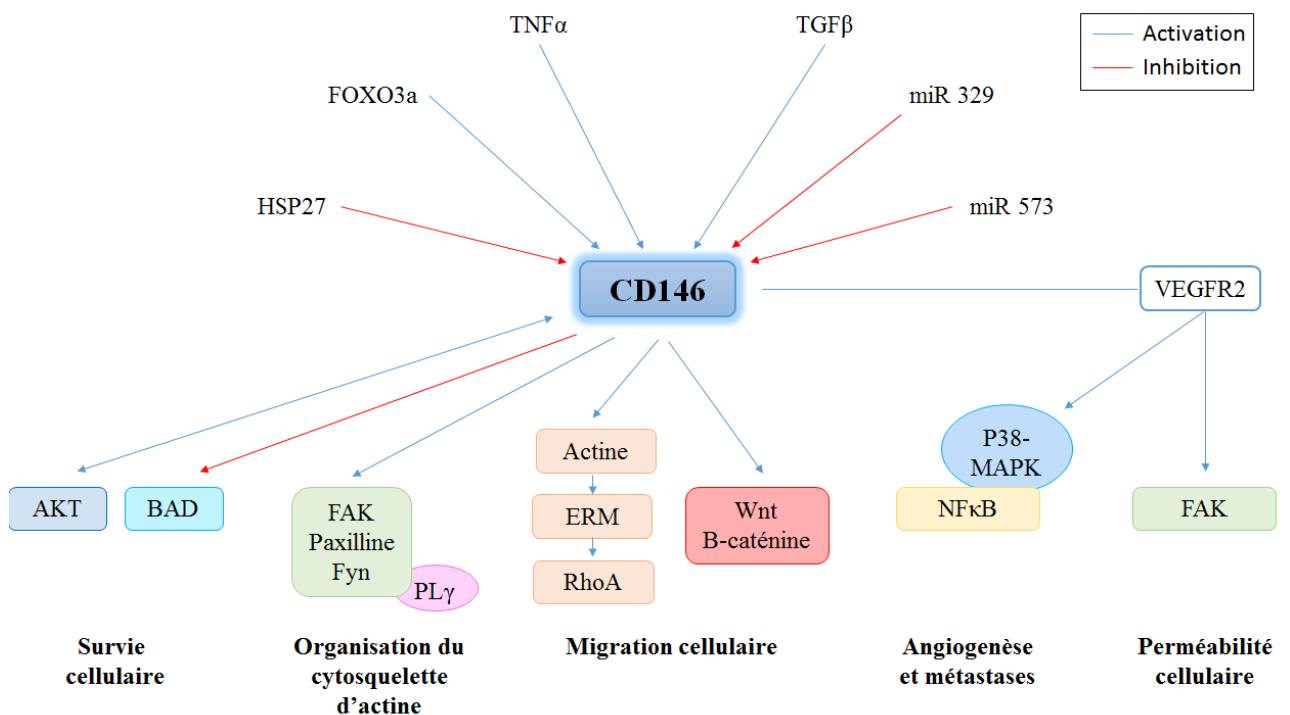 TNFα
TGFβ
Activation
Inhibition
FOXO3a
miR 329
HSP27
miR 573
CD146
VEGFR2
P38-
MAPK
Actine
AKT
BAD
FAK
Paxilline
Fyn
PLγ
ERM
RhoA
Wnt
B-caténine
NFκB
FAK
Survie
cellulaire
Organisation du
cytosquelette
d’actine
Migration cellulaire
Angiogenèse
et métastases
Perméabilité
cellulaire